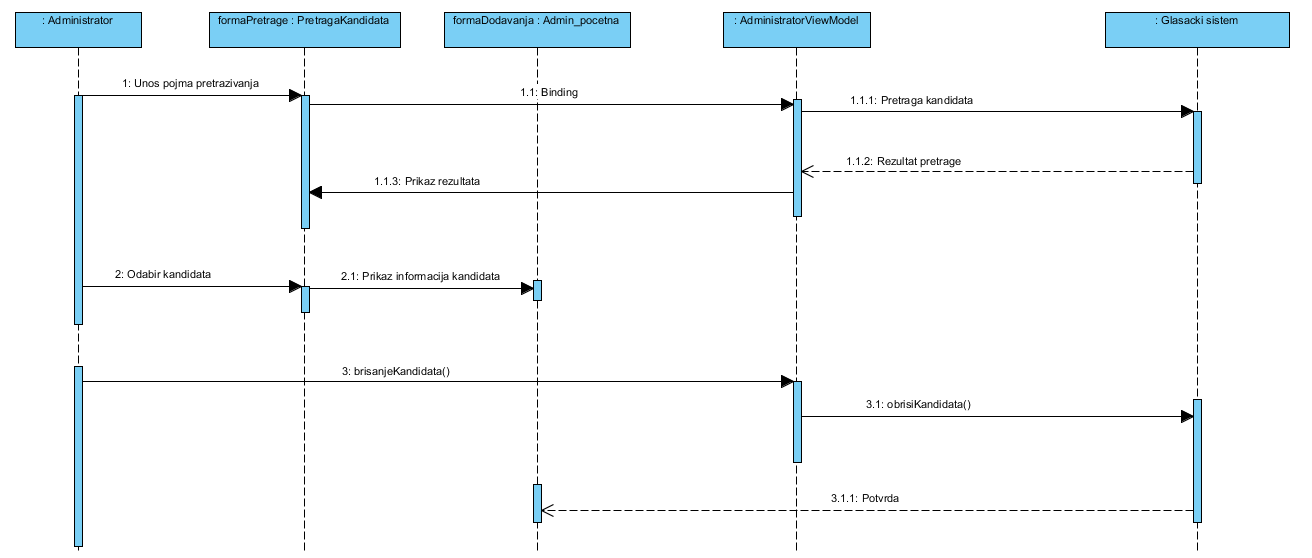 : Administrator
formaPretrage : PretragaKandidata
formaDodavanja : Admin_pocetna
: AdministratorViewModel
: Glasacki sistem
1: Unos pojma pretrazivanja
1.1: Binding
1.1.1: Pretraga kandidata
1.1.2: Rezultat pretrage
1.1.3: Prikaz rezultata
2: Odabir kandidata
2.1: Prikaz informacija kandidata
3: brisanjeKandidata()
3.1: obrisiKandidata()
3.1.1: Potvrda